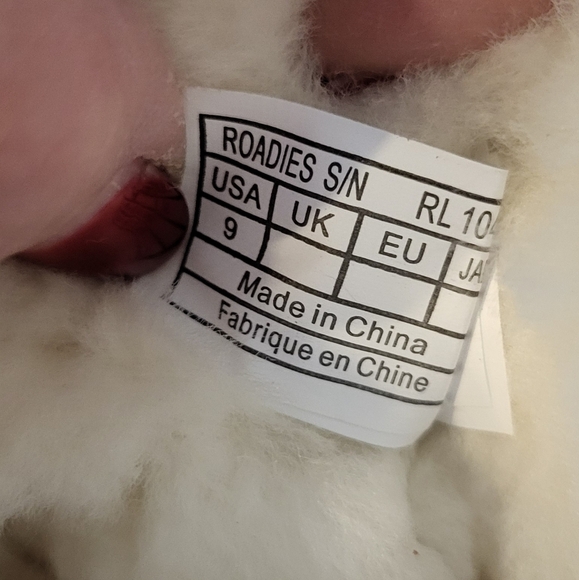 ROADIES S/N RL 10
USA UK EU JA
9
Made in China
Fabrique en Chine